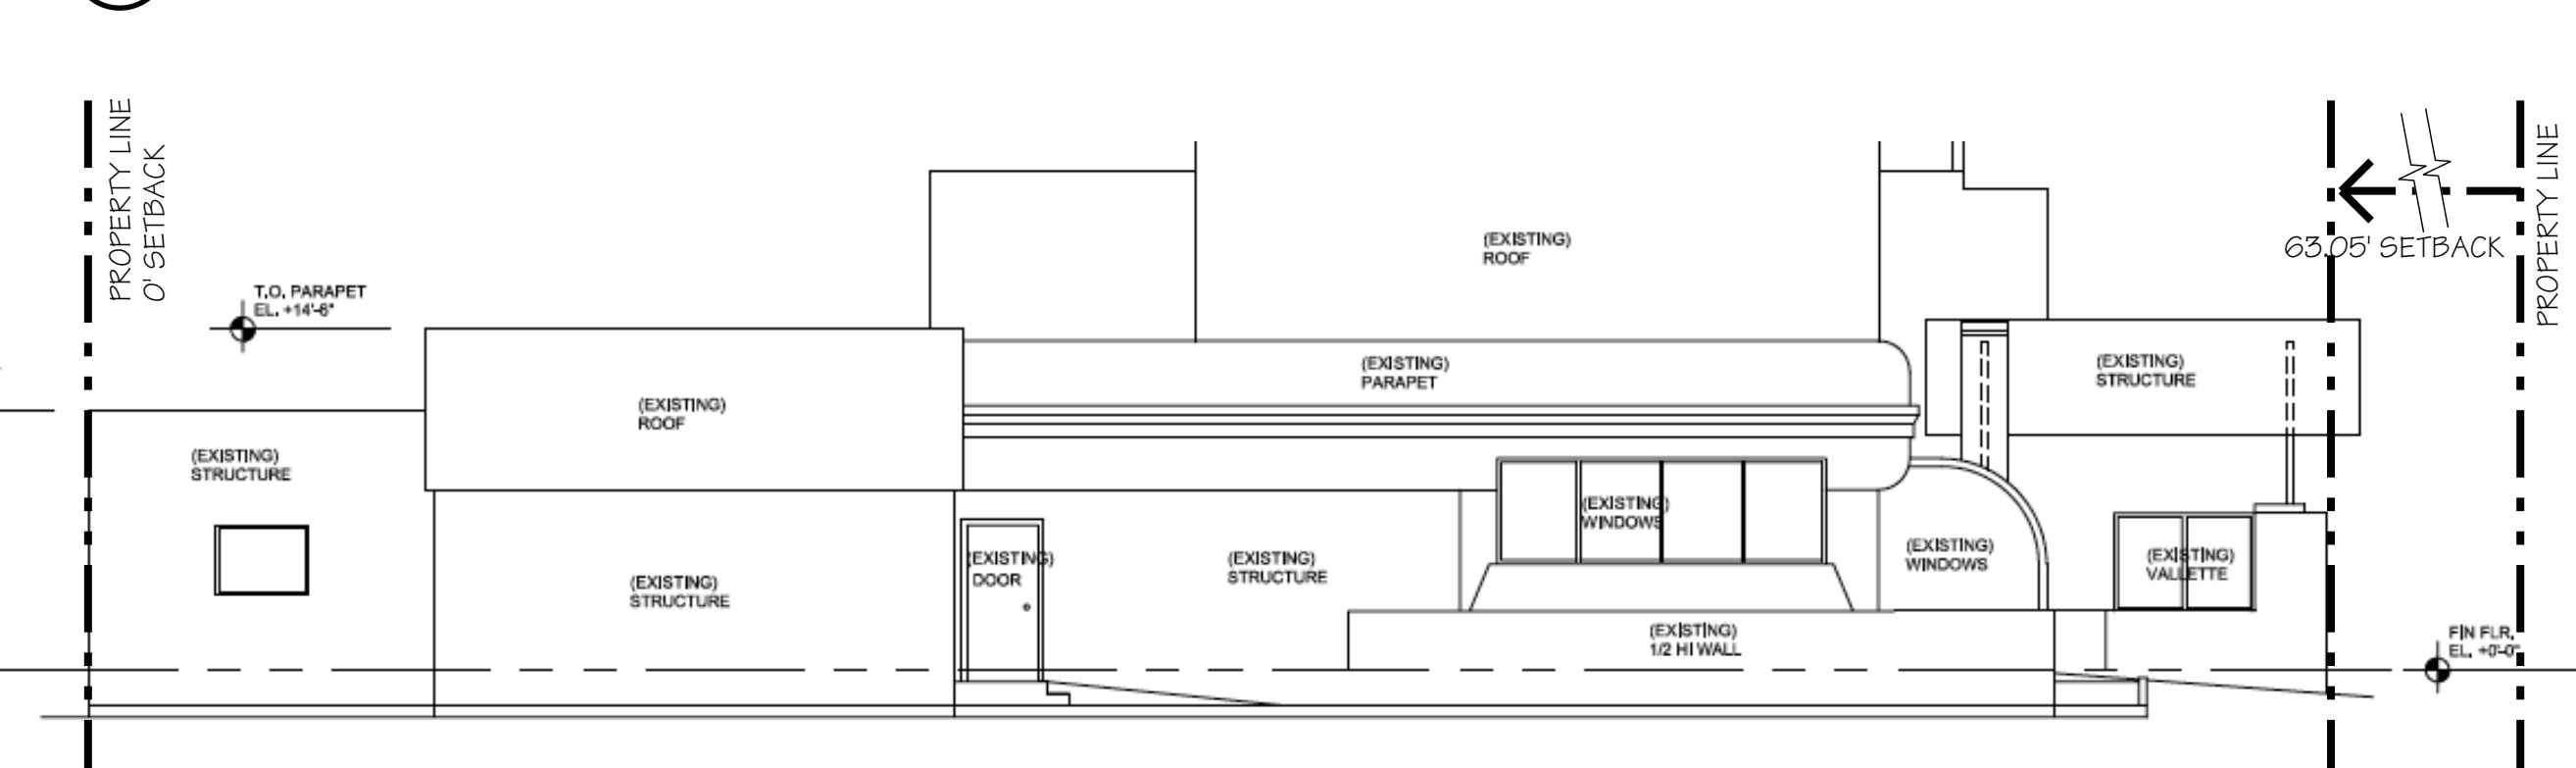 PROPERTY LINE
0' SETBACK
T.O. PARAPET
EL. +14'-6"
(EXISTING)
STRUCTURE
(EXISTING)
ROOF
(EXISTING)
STRUCTURE
(EXISTING)
DOOR
(EXISTING)
STRUCTURE
(EXISTING)
ROOF
(EXISTING)
PARAPET
(EXISTING)
WINDOWS
(EXISTING)
1/2 HI WALL
(EXISTING)
WINDOWS
(EXISTING)
STRUCTURE
(EXISTING)
VALLETTE
63.05' SETBACK
PROPERTY LINE
FIN FLR.
EL. +0'-0"